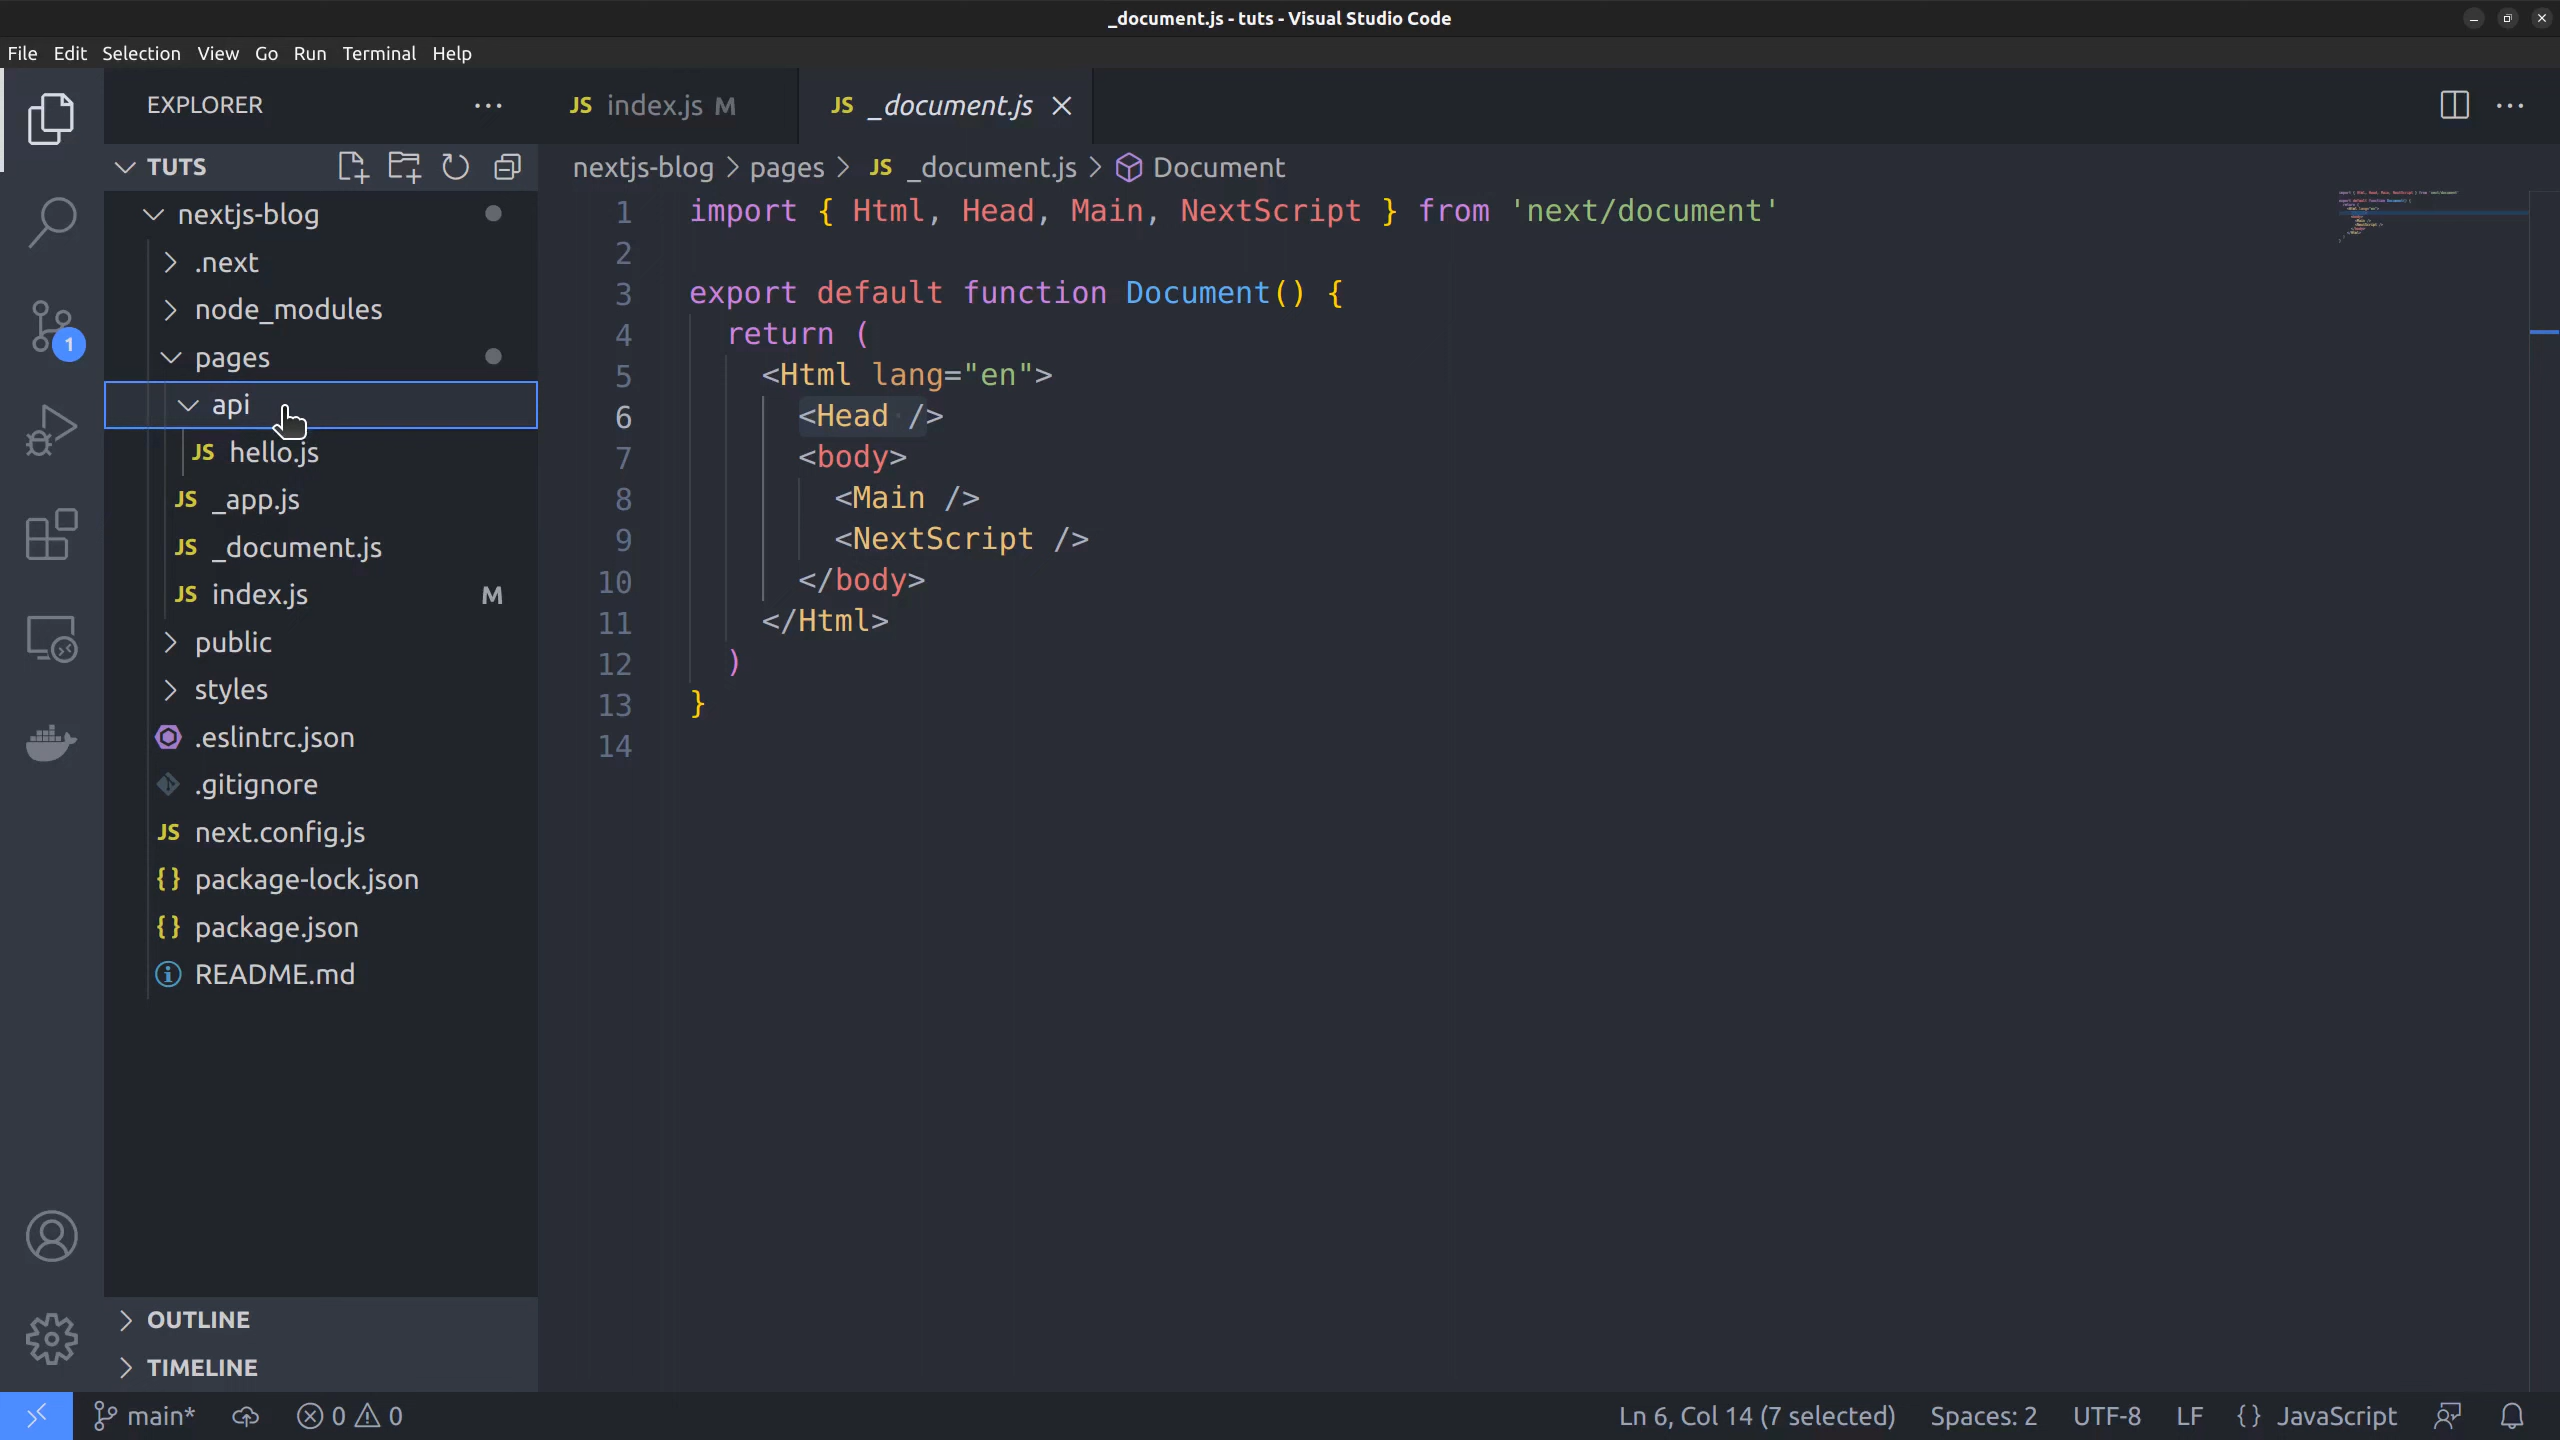 _document.js - tuts - Visual Studio Code
File Edit Selection View Go Run Terminal Help
EXPLORER
JS index.js M
JS _document.js
TUTS
nextjs-blog > pages > JS _document.js > Document
nextjs-blog
.next
node_modules
pages
api
JS hello.js
JS _app.js
JS _document.js
JS index.js M
public
styles
.eslintrc.json
.gitignore
JS next.config.js
{} package-lock.json
{} package.json
README.md
OUTLINE
TIMELINE
1
1 import { Html, Head, Main, NextScript } from 'next/document'
2
3 export default function Document() {
4 return (
5 <Html lang="en">
6 <Head />
7 <body>
8 <Main />
9 <NextScript />
10 </body>
11 </Html>
12 )
13 }
14
main* 0 0 Ln 6, Col 14 (7 selected) Spaces: 2 UTF-8 LF {} JavaScript